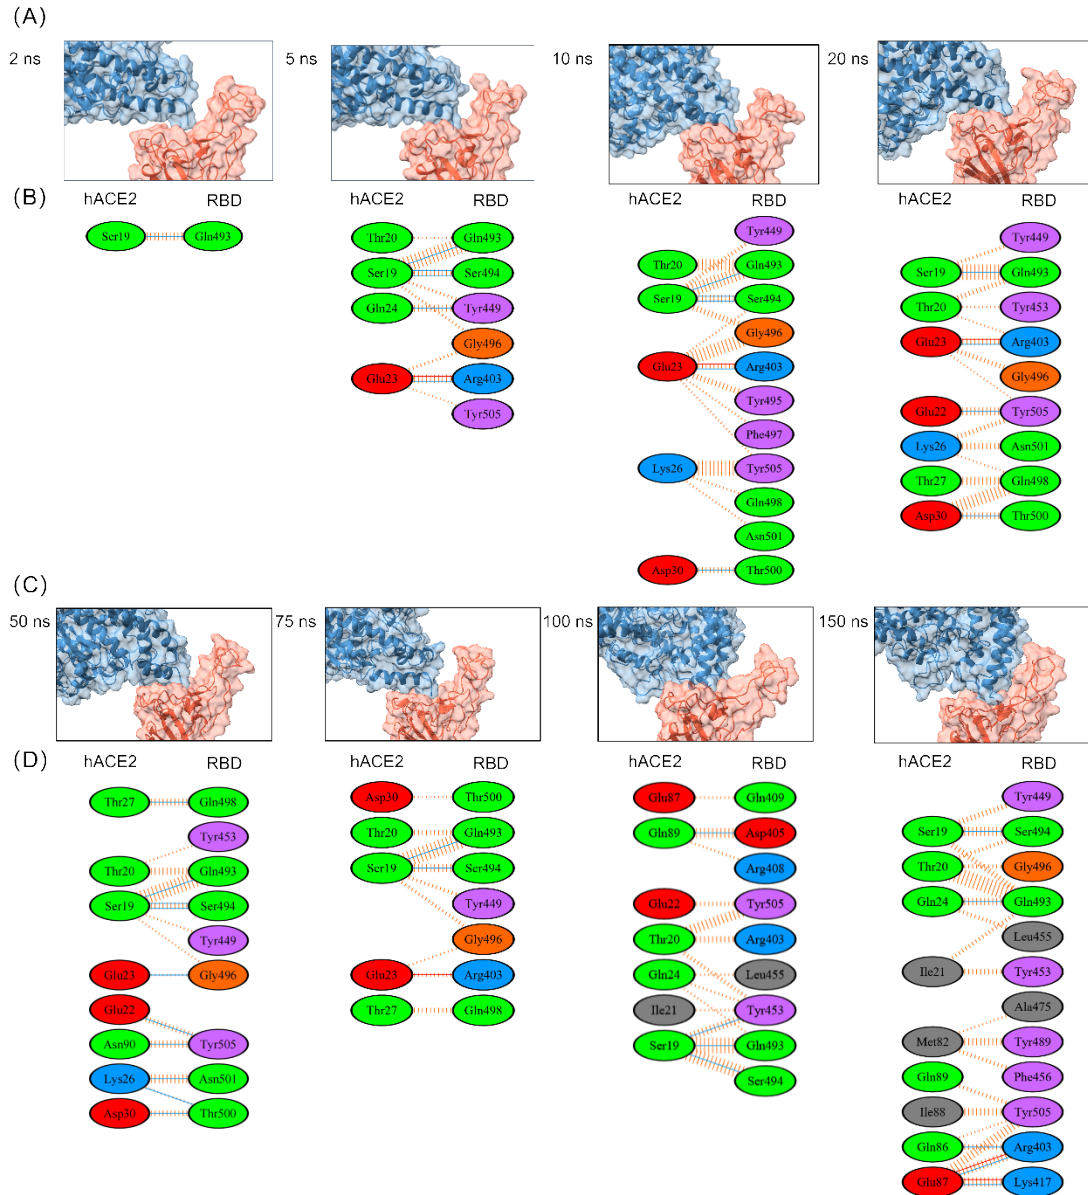 (A)
2 ns
5 ns
10 ns
20 ns
(B)
hACE2 RBD
Ser19 Gln493
hACE2 RBD
Thr20 Gln493
Ser19 Ser494
Gln24 Tyr449
Gly496
Glu23 Arg403
Tyr505
hACE2 RBD
Tyr449
Thr20 Gln493
Ser19 Ser494
Gly496
Glu23 Arg403
Tyr495
Phe497
Lys26 Tyr505
Gln498
Asn501
Asp30 Thr500
hACE2 RBD
Tyr449
Ser19 Gln493
Thr20 Tyr453
Glu23 Arg403
Gly496
Glu22 Tyr505
Lys26 Asn501
Thr27 Gln498
Asp30 Thr500
(C)
50 ns
75 ns
100 ns
150 ns
(D)
hACE2 RBD
Thr27 Gln498
Tyr453
Thr20 Gln493
Ser19 Ser494
Tyr449
Glu23 Gly496
Glu22
Asn90 Tyr505
Lys26 Asn501
Asp30 Thr500
hACE2 RBD
Asp30 Thr500
Thr20 Gln493
Ser19 Ser494
Tyr449
Gly496
Glu23 Arg403
Thr27 Gln498
hACE2 RBD
Glu87 Gln409
Gln89 Asp405
Arg408
Glu22 Tyr505
Thr20 Arg403
Gln24 Leu455
Ile21 Tyr453
Ser19 Gln493
Ser494
hACE2 RBD
Tyr449
Ser19 Ser494
Thr20 Gly496
Gln24 Gln493
Leu455
Ile21 Tyr453
Ala475
Met82 Tyr489
Gln89 Phe456
Ile88 Tyr505
Gln86 Arg403
Glu87 Lys417